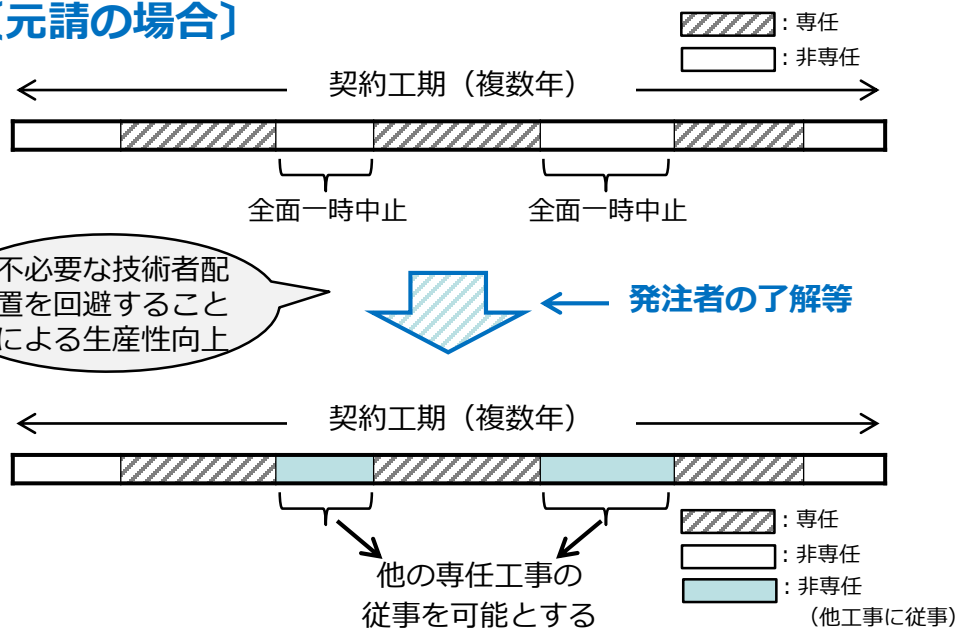 〔元請の場合〕
：専任
：非専任
契約工期（複数年）
全面一時中止
全面一時中止
不必要な技術者配
置を回避すること
による生産性向上
発注者の了解等
契約工期（複数年）
：専任
：非専任
：非専任
（他工事に従事）
他の専任工事の
従事を可能とする